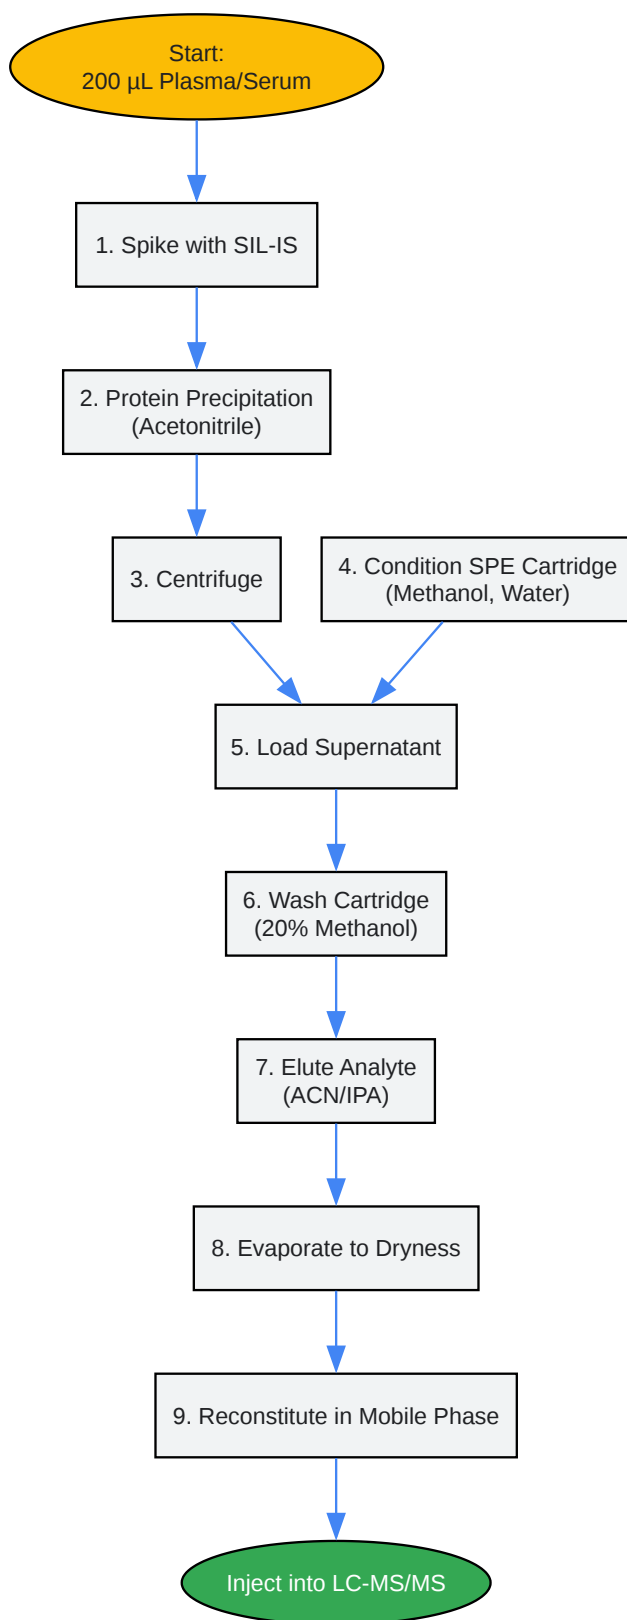 Start:
200 µL Plasma/Serum
1. Spike with SIL-IS
2. Protein Precipitation
(Acetonitrile)
3. Centrifuge
4. Condition SPE Cartridge
(Methanol, Water)
5. Load Supernatant
6. Wash Cartridge
(20% Methanol)
7. Elute Analyte
(ACN/IPA)
8. Evaporate to Dryness
9. Reconstitute in Mobile Phase
Inject into LC-MS/MS